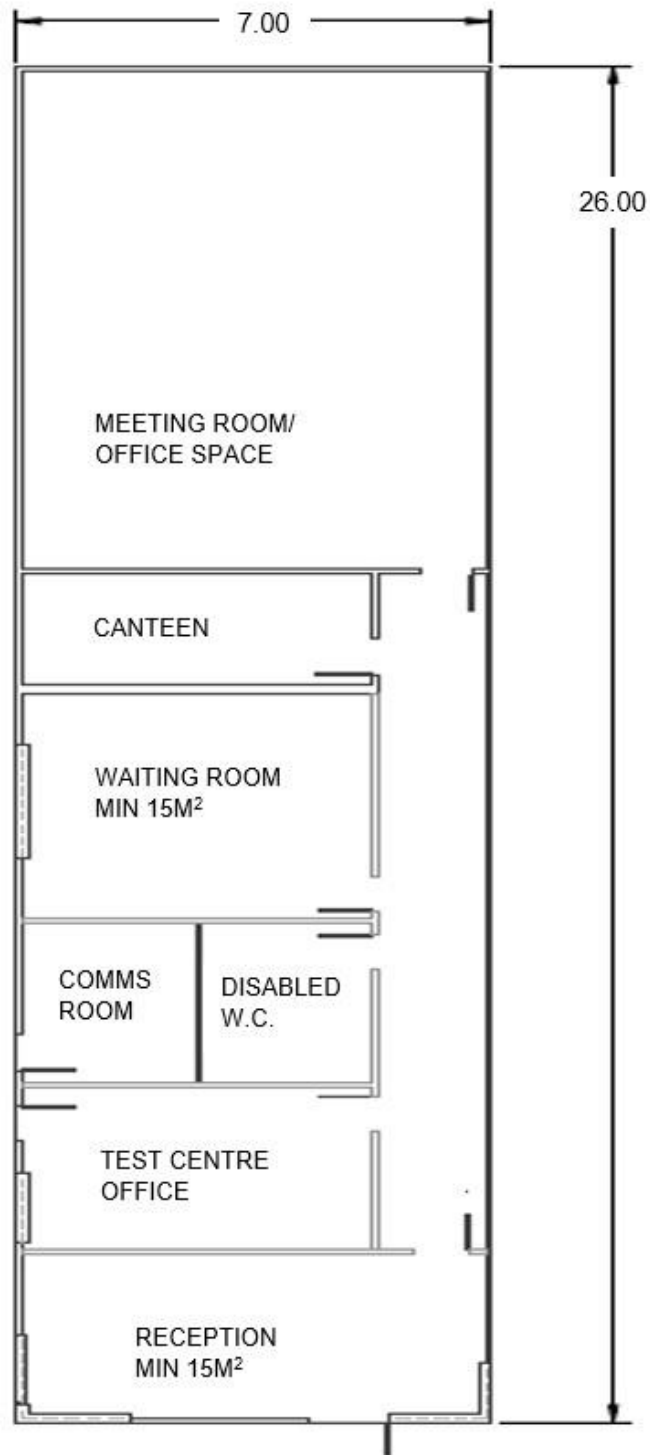 7.00
26.00
MEETING ROOM/
OFFICE SPACE
CANTEEN
WAITING ROOM
MIN 15M²
COMMS
ROOM
DISABLED
W.C.
TEST CENTRE
OFFICE
RECEPTION
MIN 15M²